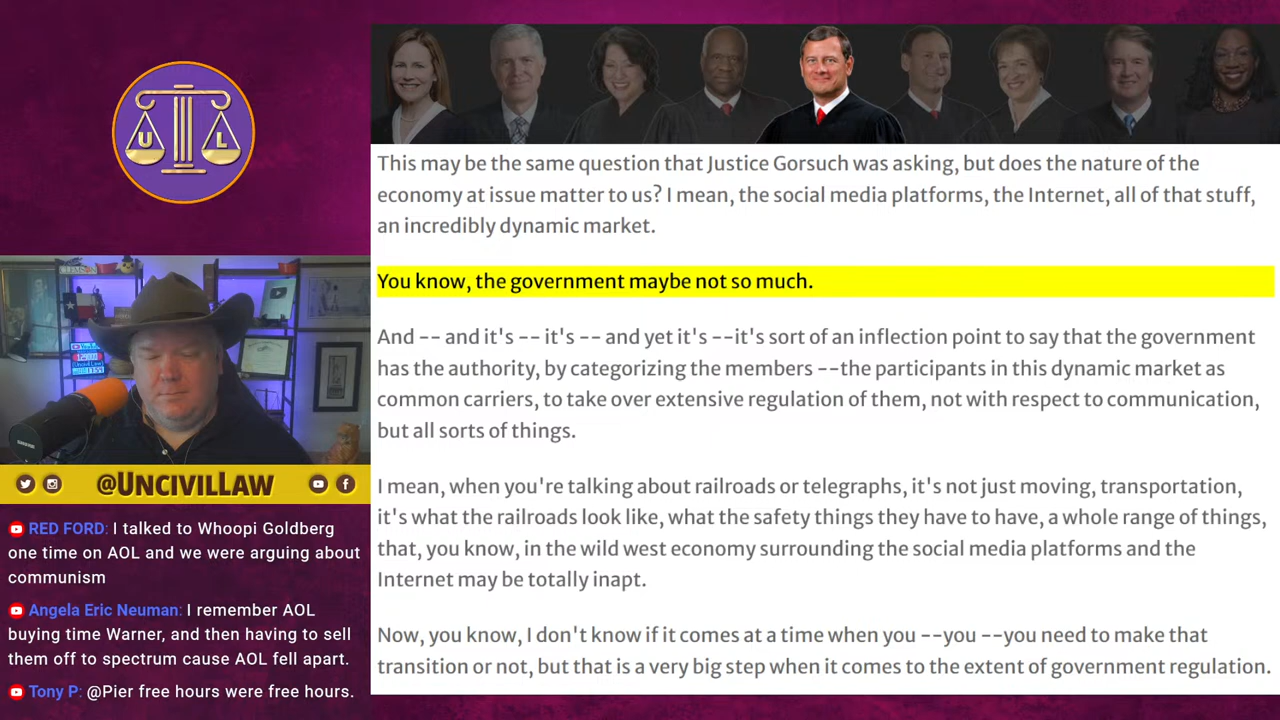 U L
This may be the same question that Justice Gorsuch was asking, but does the nature of the
economy at issue matter to us? I mean, the social media platforms, the Internet, all of that stuff,
an incredibly dynamic market.
You know, the government maybe not so much.
And -- and it's -- it's -- and yet it's --it's sort of an inflection point to say that the government
has the authority, by categorizing the members --the participants in this dynamic market as
common carriers, to take over extensive regulation of them, not with respect to communication,
but all sorts of things.
I mean, when you're talking about railroads or telegraphs, it's not just moving, transportation,
it's what the railroads look like, what the safety things they have to have, a whole range of things,
that, you know, in the wild west economy surrounding the social media platforms and the
Internet may be totally inapt.
Now, you know, I don't know if it comes at a time when you --you --you need to make that
transition or not, but that is a very big step when it comes to the extent of government regulation.
CLEMSON
@UNCIVILLAW
RED FORD: I talked to Whoopi Goldberg
one time on AOL and we were arguing about
communism
Angela Eric Neuman: I remember AOL
buying time Warner, and then having to sell
them off to spectrum cause AOL fell apart.
Tony P: @Pier free hours were free hours.